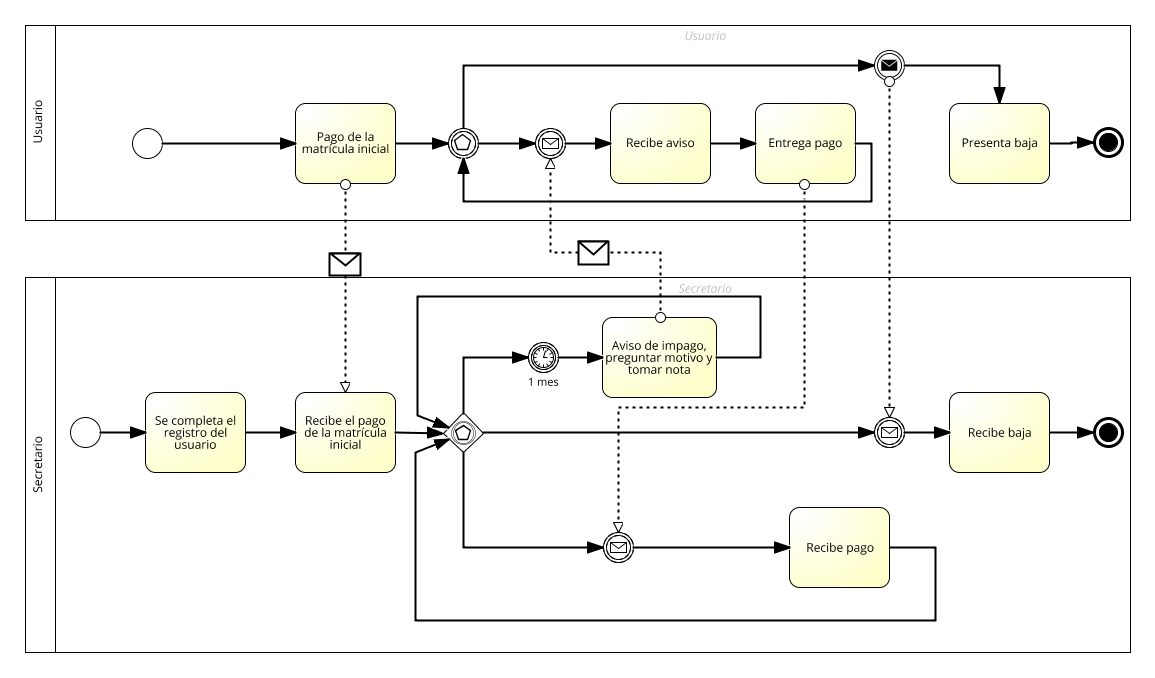 Usuario
Usuario
Pago de la
matrícula inicial
Recibe aviso
Entrega pago
Presenta baja
Secretario
Secretario
Aviso de impago,
preguntar motivo y
tomar nota
1 mes
Se completa el
registro del
usuario
Recibe el pago
de la matrícula
inicial
Recibe baja
Recibe pago